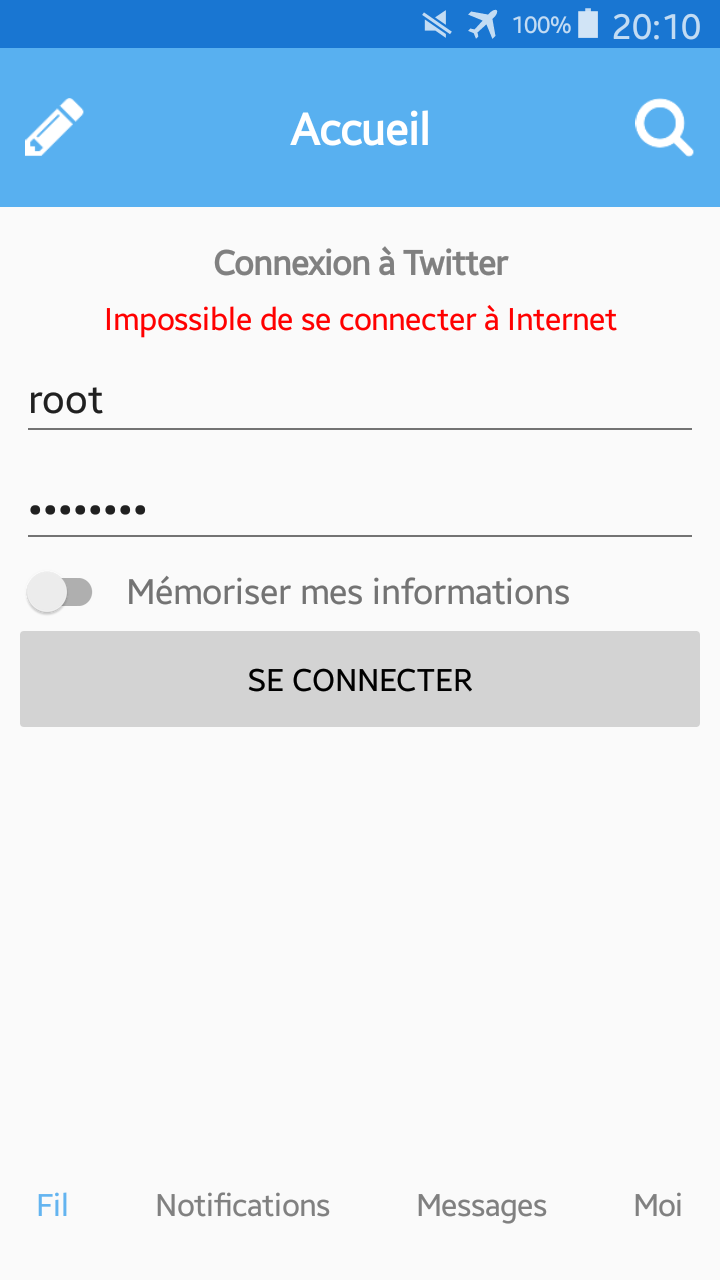 100% 20:10
Accueil
Connexion à Twitter
Impossible de se connecter à Internet
root
••••••••
Mémoriser mes informations
SE CONNECTER
Fil Notifications Messages Moi